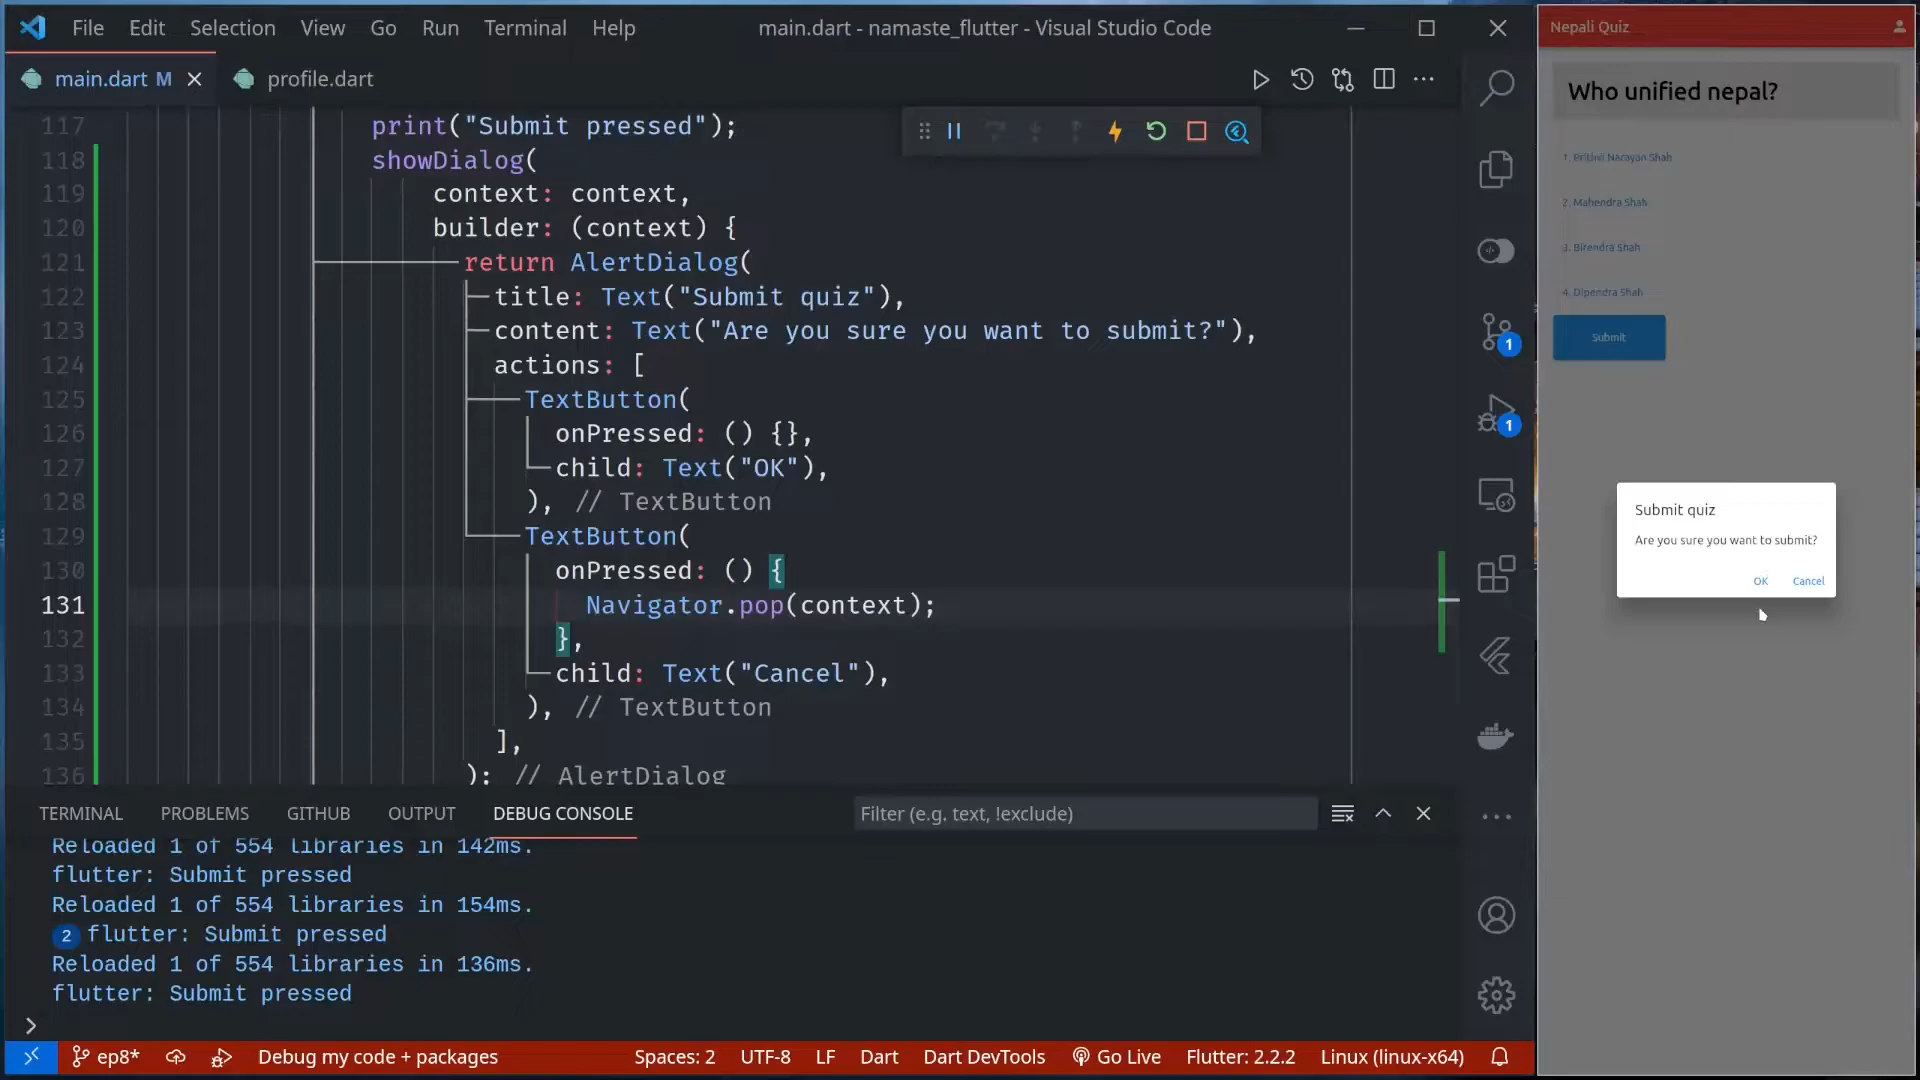 File Edit Selection View Go Run Terminal Help
main.dart - namaste_flutter - Visual Studio Code
main.dart M
profile.dart
117 print("Submit pressed");
118 showDialog(
119 context: context,
120 builder: (context) {
121 return AlertDialog(
122 title: Text("Submit quiz"),
123 content: Text("Are you sure you want to submit?"),
124 actions: [
125 TextButton(
126 onPressed: () {},
127 child: Text("OK"),
128 ), // TextButton
129 TextButton(
130 onPressed: () {
131 Navigator.pop(context);
132 },
133 child: Text("Cancel"),
134 ), // TextButton
135 ],
136 ); // AlertDialog
TERMINAL PROBLEMS GITHUB OUTPUT DEBUG CONSOLE
Filter (e.g. text, !exclude)
Reloaded 1 of 554 libraries in 142ms.
flutter: Submit pressed
Reloaded 1 of 554 libraries in 154ms.
2 flutter: Submit pressed
Reloaded 1 of 554 libraries in 136ms.
flutter: Submit pressed
ep8* Debug my code + packages Spaces: 2 UTF-8 LF Dart Dart DevTools Go Live Flutter: 2.2.2 Linux (linux-x64)
1
1
Nepali Quiz
Who unified nepal?
1. Prithvi Narayan Shah
2. Mahendra Shah
3. Birendra Shah
4. Dipendra Shah
Submit
Submit quiz
Are you sure you want to submit?
OK Cancel